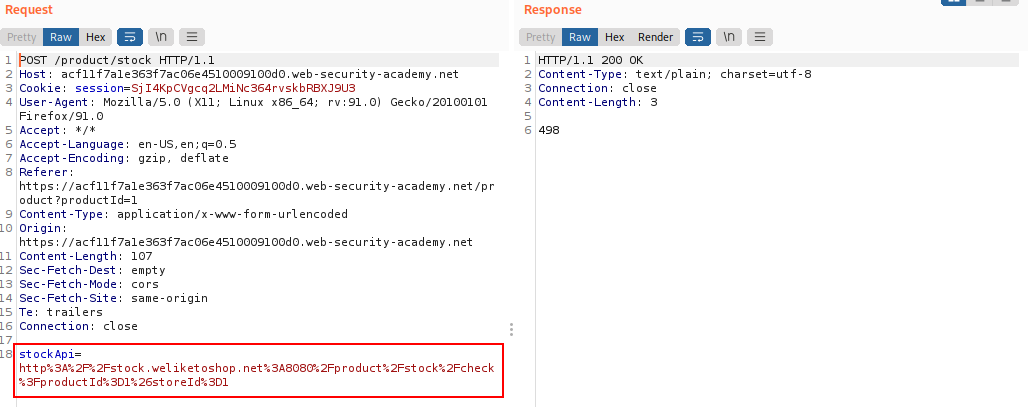 Request
Pretty Raw Hex \n
1 POST /product/stock HTTP/1.1
2 Host: acf11f7a1e363f7ac06e4510009100d0.web-security-academy.net
3 Cookie: session=SjI4KpCVgcq2LMiNc364rvskbRBXJ9U3
4 User-Agent: Mozilla/5.0 (X11; Linux x86_64; rv:91.0) Gecko/20100101
Firefox/91.0
5 Accept: */*
6 Accept-Language: en-US,en;q=0.5
7 Accept-Encoding: gzip, deflate
8 Referer:
https://acf11f7a1e363f7ac06e4510009100d0.web-security-academy.net/pr
oduct?productId=1
9 Content-Type: application/x-www-form-urlencoded
10 Origin:
https://acf11f7a1e363f7ac06e4510009100d0.web-security-academy.net
11 Content-Length: 107
12 Sec-Fetch-Dest: empty
13 Sec-Fetch-Mode: cors
14 Sec-Fetch-Site: same-origin
15 Te: trailers
16 Connection: close
17
18 stockApi=
http%3A%2F%2Fstock.weliketoshop.net%3A8080%2Fproduct%2Fstock%2Fcheck
%3FproductId%3D1%26storeId%3D1
Response
Pretty Raw Hex Render \n
1 HTTP/1.1 200 OK
2 Content-Type: text/plain; charset=utf-8
3 Connection: close
4 Content-Length: 3
5
6 498